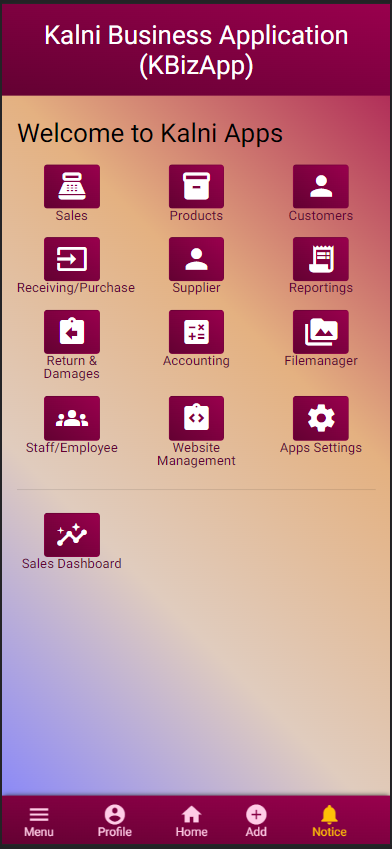 Kalni Business Application
(KBizApp)
Welcome to Kalni Apps
Sales
Products
Customers
Receiving/Purchase
Supplier
Reportings
Return &
Damages
Accounting
Filemanager
Staff/Employee
Website
Management
Apps Settings
Sales Dashboard
Menu
Profile
Home
Add
Notice